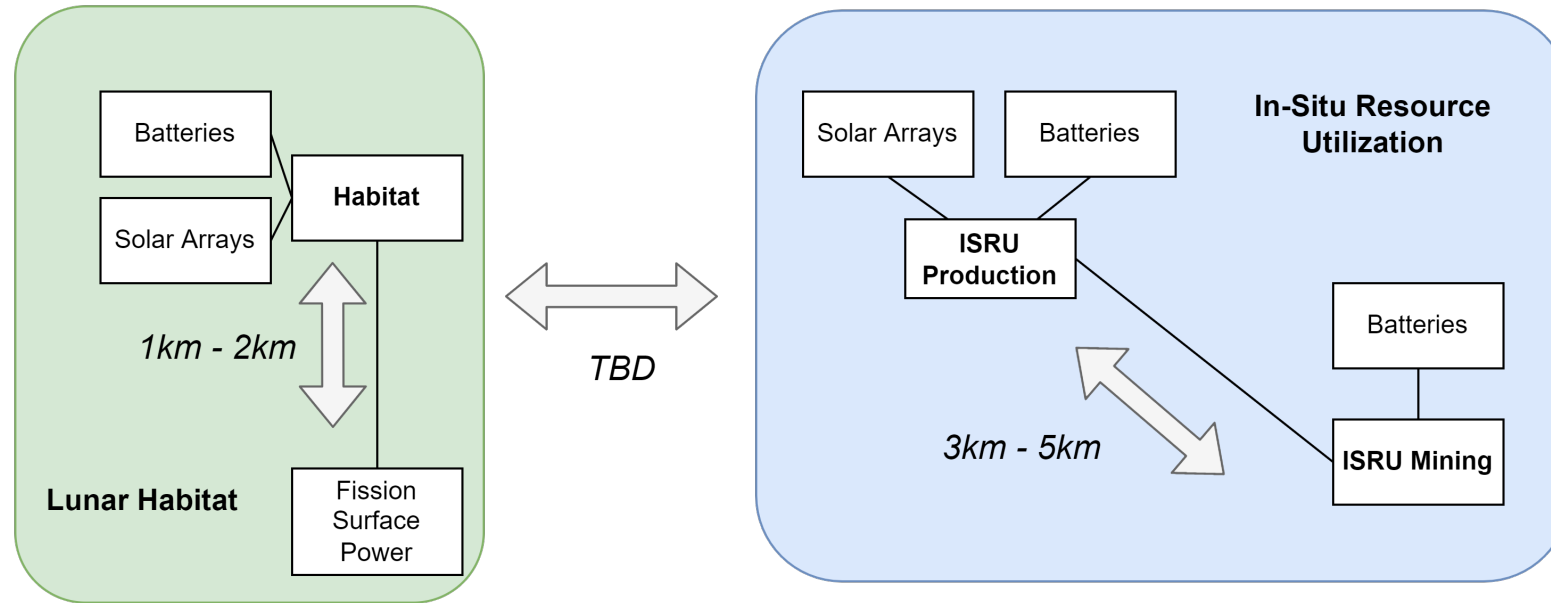 Batteries
Habitat
Solar Arrays
1km - 2km
Lunar Habitat
Fission
Surface
Power
TBD
Solar Arrays
Batteries
In-Situ Resource
Utilization
ISRU
Production
Batteries
3km - 5km
ISRU Mining